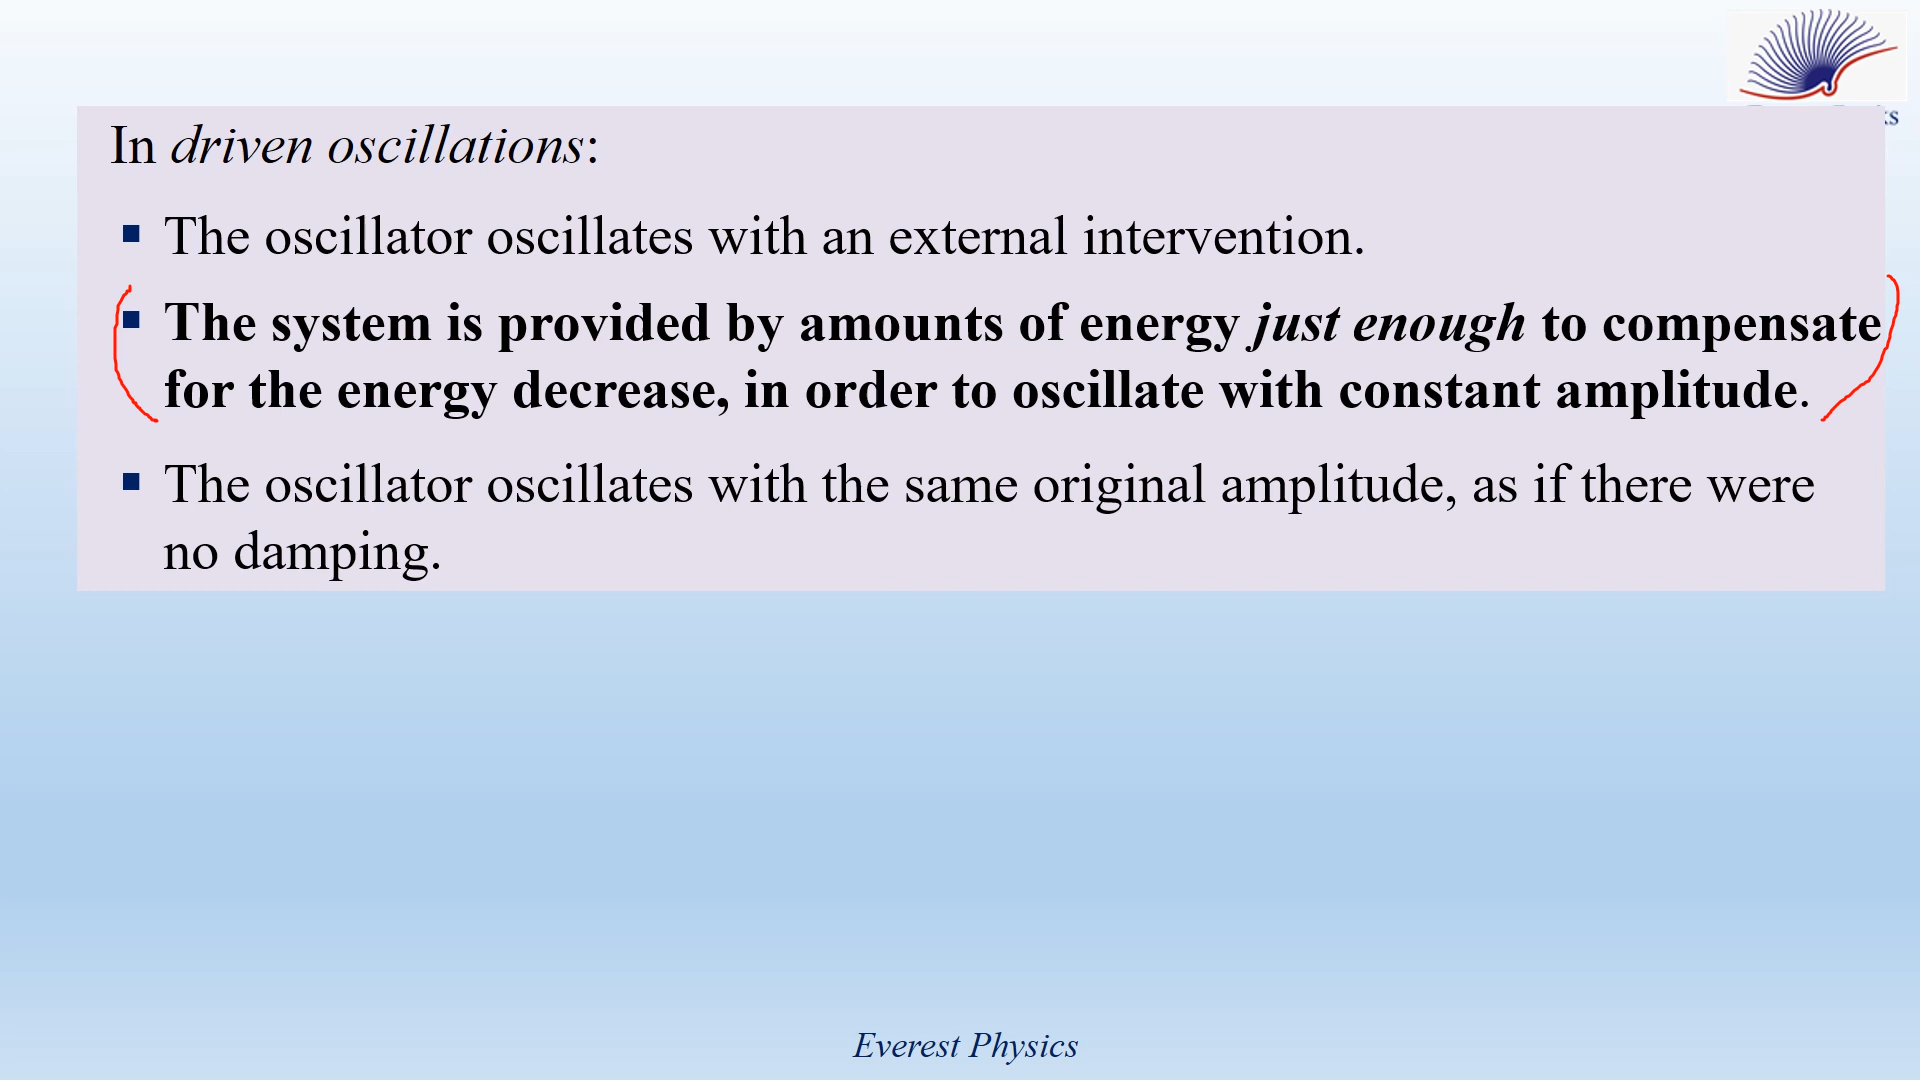 In driven oscillations:
▪ The oscillator oscillates with an external intervention.
▪ The system is provided by amounts of energy just enough to compensate
for the energy decrease, in order to oscillate with constant amplitude.
▪ The oscillator oscillates with the same original amplitude, as if there were
no damping.
Everest Physics